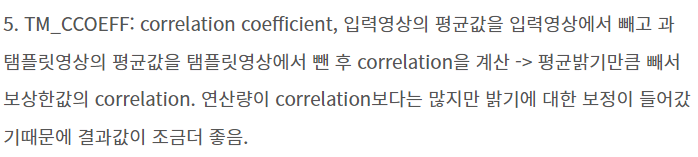 5. TM_CCOEFF: correlation coefficient, 입력영상의 평균값을 입력영상에서 빼고 과
탬플릿영상의 평균값을 탬플릿영상에서 뺀 후 correlation을 계산 -> 평균밝기만큼 빼서
보상한값의 correlation. 연산량이 correlation보다는 많지만 밝기에 대한 보정이 들어갔
기때문에 결과값이 조금더 좋음.